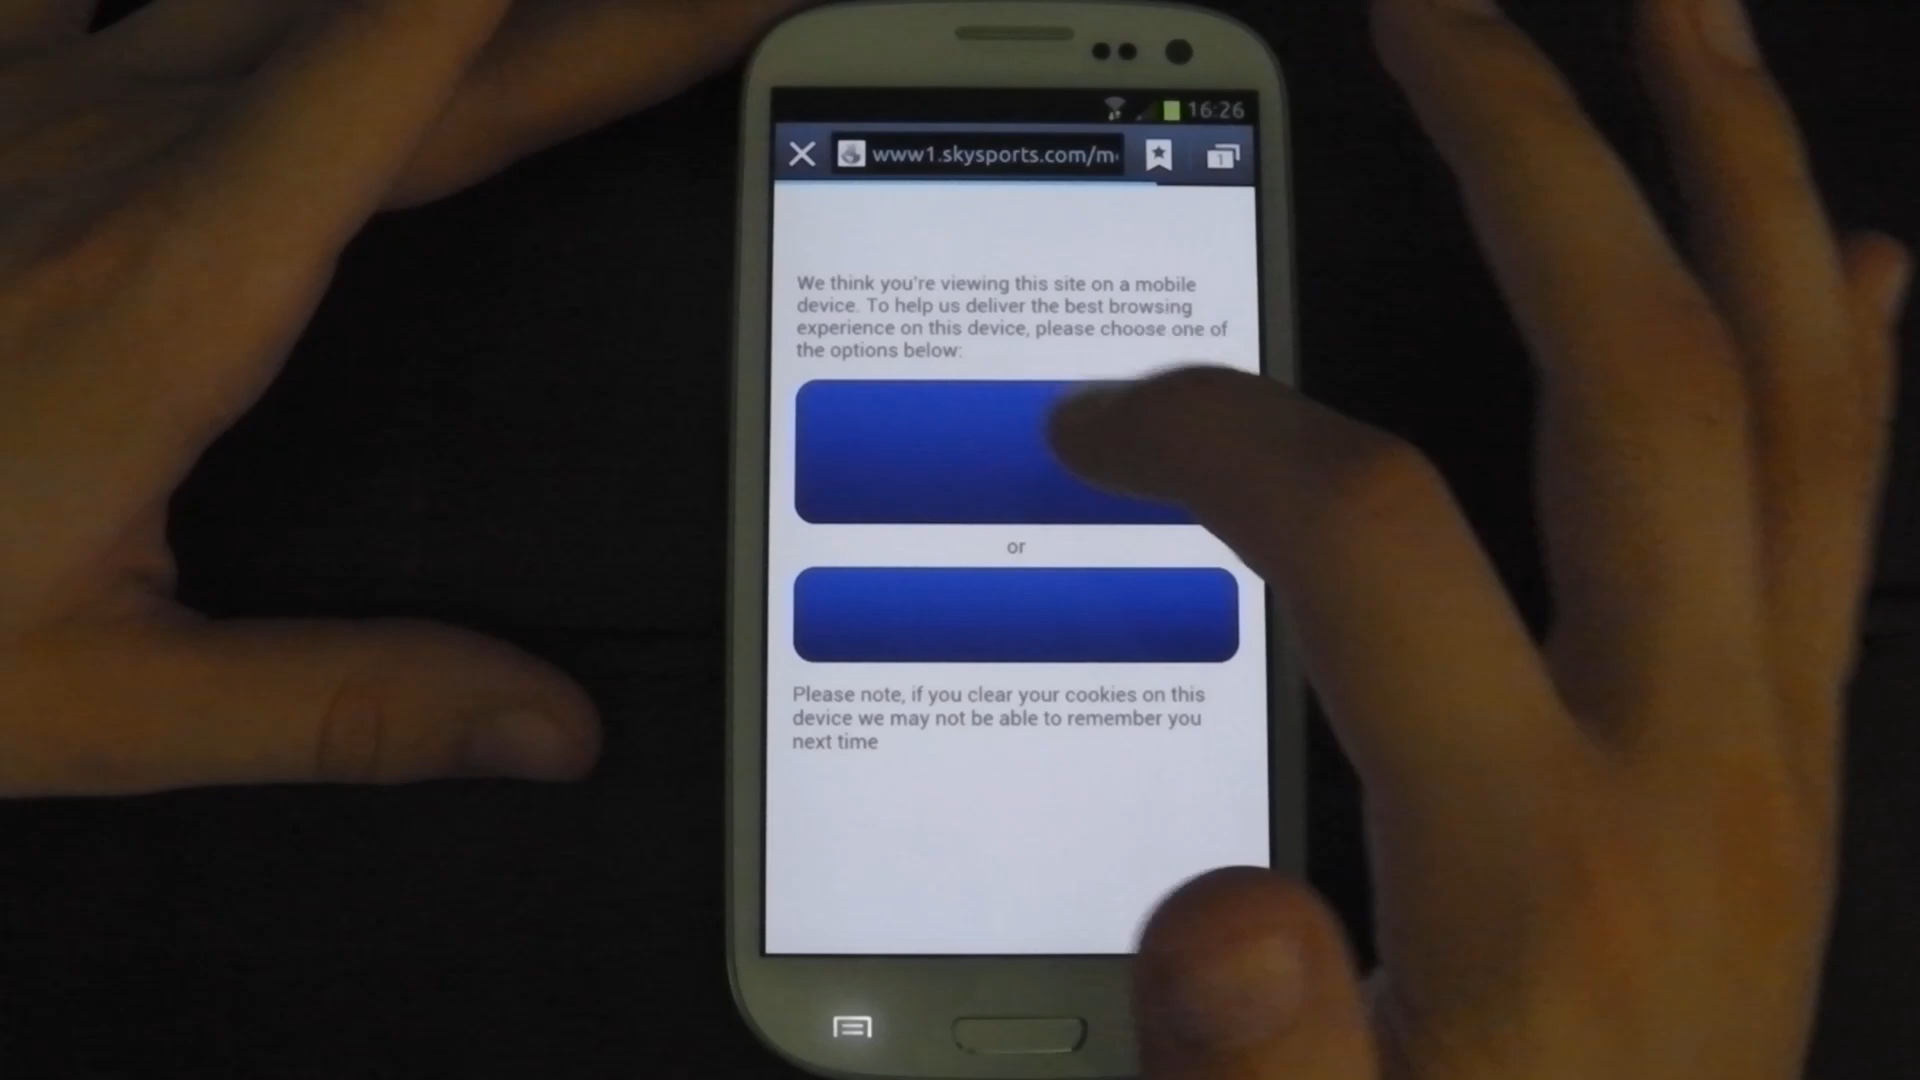 16:26
www1.skysports.com/m
1
We think you're viewing this site on a mobile
device. To help us deliver the best browsing
experience on this device, please choose one of
the options below:
or
Please note, if you clear your cookies on this
device we may not be able to remember you
next time